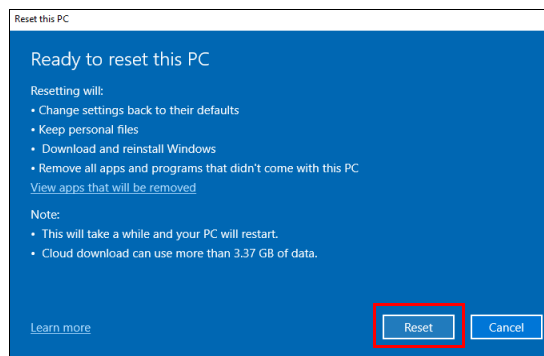 Reset this PC
Ready to reset this PC
Resetting will:
• Change settings back to their defaults
• Keep personal files
• Download and reinstall Windows
• Remove all apps and programs that didn't come with this PC
View apps that will be removed
Note:
• This will take a while and your PC will restart.
• Cloud download can use more than 3.37 GB of data.
Learn more
Reset
Cancel